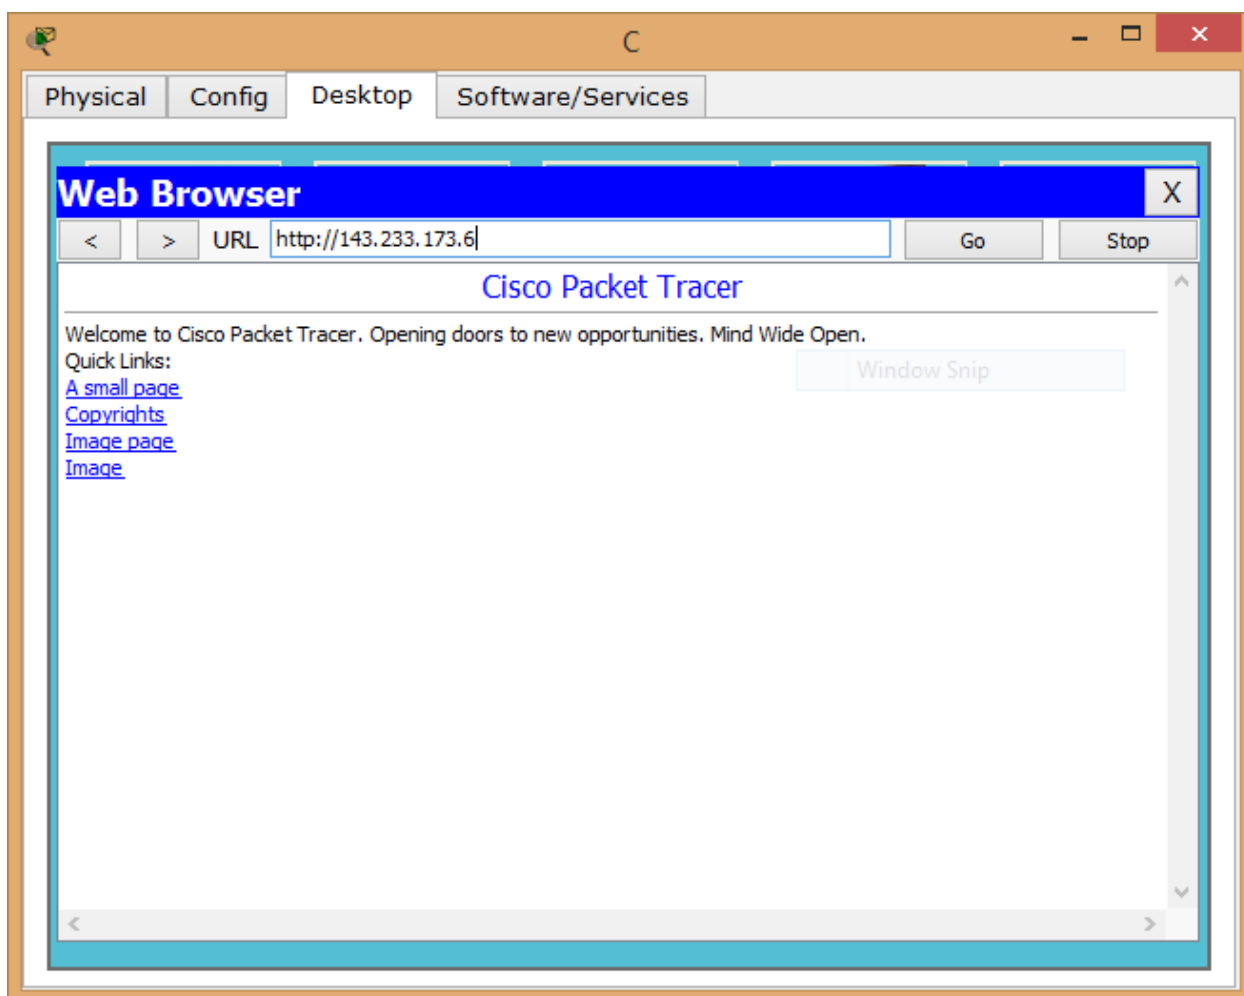 C
Physical Config Desktop Software/Services
Web Browser X
< > URL http://143.233.173.6 Go Stop
Cisco Packet Tracer
Welcome to Cisco Packet Tracer. Opening doors to new opportunities. Mind Wide Open.
Quick Links:
Window Snip
A small page
Copyrights
Image page
Image